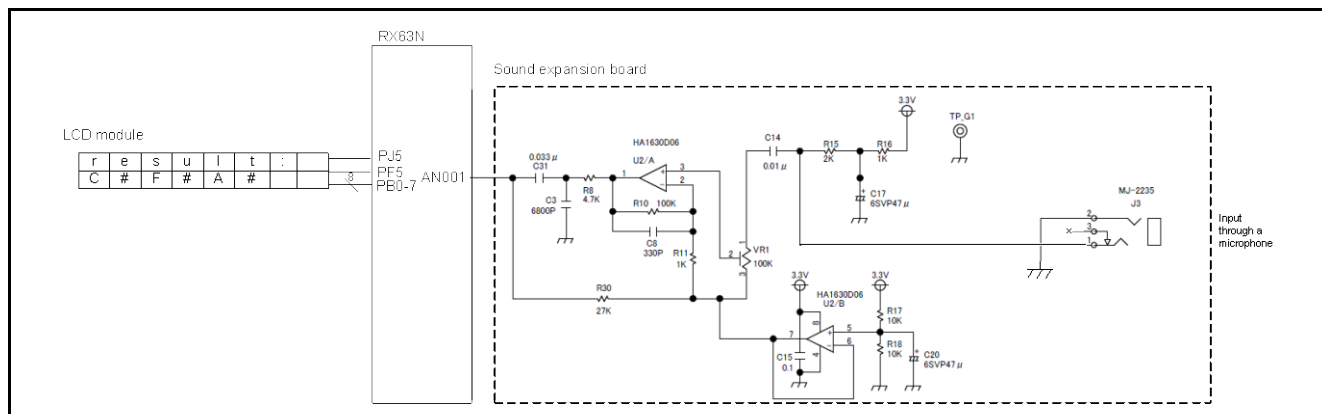 RX63N
Sound expansion board
LCD module
r e s u l t :
C # F # A #
PJ5
PF5
8
PB0-7
AN001
0.033μ
C31
C3
6800P
R8
4.7K
HA1630D06
U2/A
1
3
2
R10 100K
C8
330P
R11
1K
R30
27K
C14
0.01μ
1
2
VR1
100K
3
3.3V
R15
2K
R16
1K
C17
6SVP47μ
+
TP_G1
MJ-2235
J3
2
3
1
Input
through a
microphone
3.3V
3.3V
HA1630D06
U2/B
7
8
4
5
6
C15
0.1
R17
10K
R18
10K
C20
6SVP47μ
+